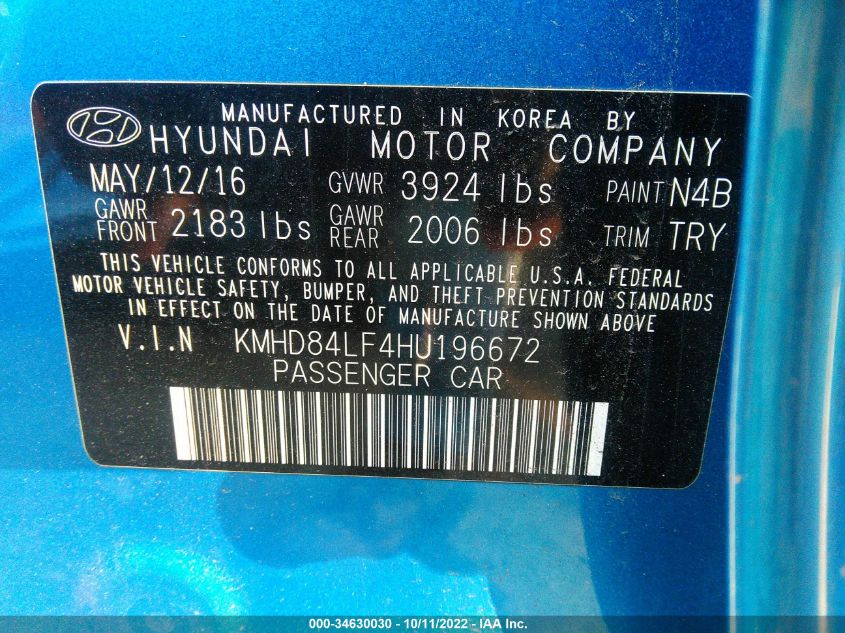 MANUFACTURED IN KOREA BY
HYUNDAI MOTOR COMPANY
MAY/12/16 GVWR 3924 lbs PAINT N4B
GAWR FRONT 2183 lbs GAWR REAR 2006 lbs TRIM TRY
THIS VEHICLE CONFORMS TO ALL APPLICABLE U.S.A. FEDERAL
MOTOR VEHICLE SAFETY, BUMPER, AND THEFT PREVENTION STANDARDS
IN EFFECT ON THE DATE OF MANUFACTURE SHOWN ABOVE
V.I.N KMHD84LF4HU196672
PASSENGER CAR
000-34630030 - 10/11/2022 - IAA Inc.